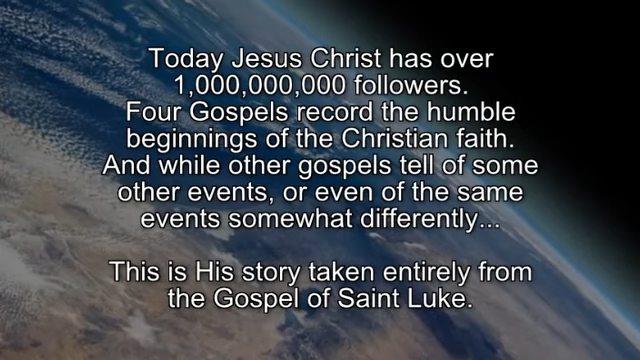 Today Jesus Christ has over
1,000,000,000 followers.
Four Gospels record the humble
beginnings of the Christian faith.
And while other gospels tell of some
other events, or even of the same
events somewhat differently...
This is His story taken entirely from
the Gospel of Saint Luke.